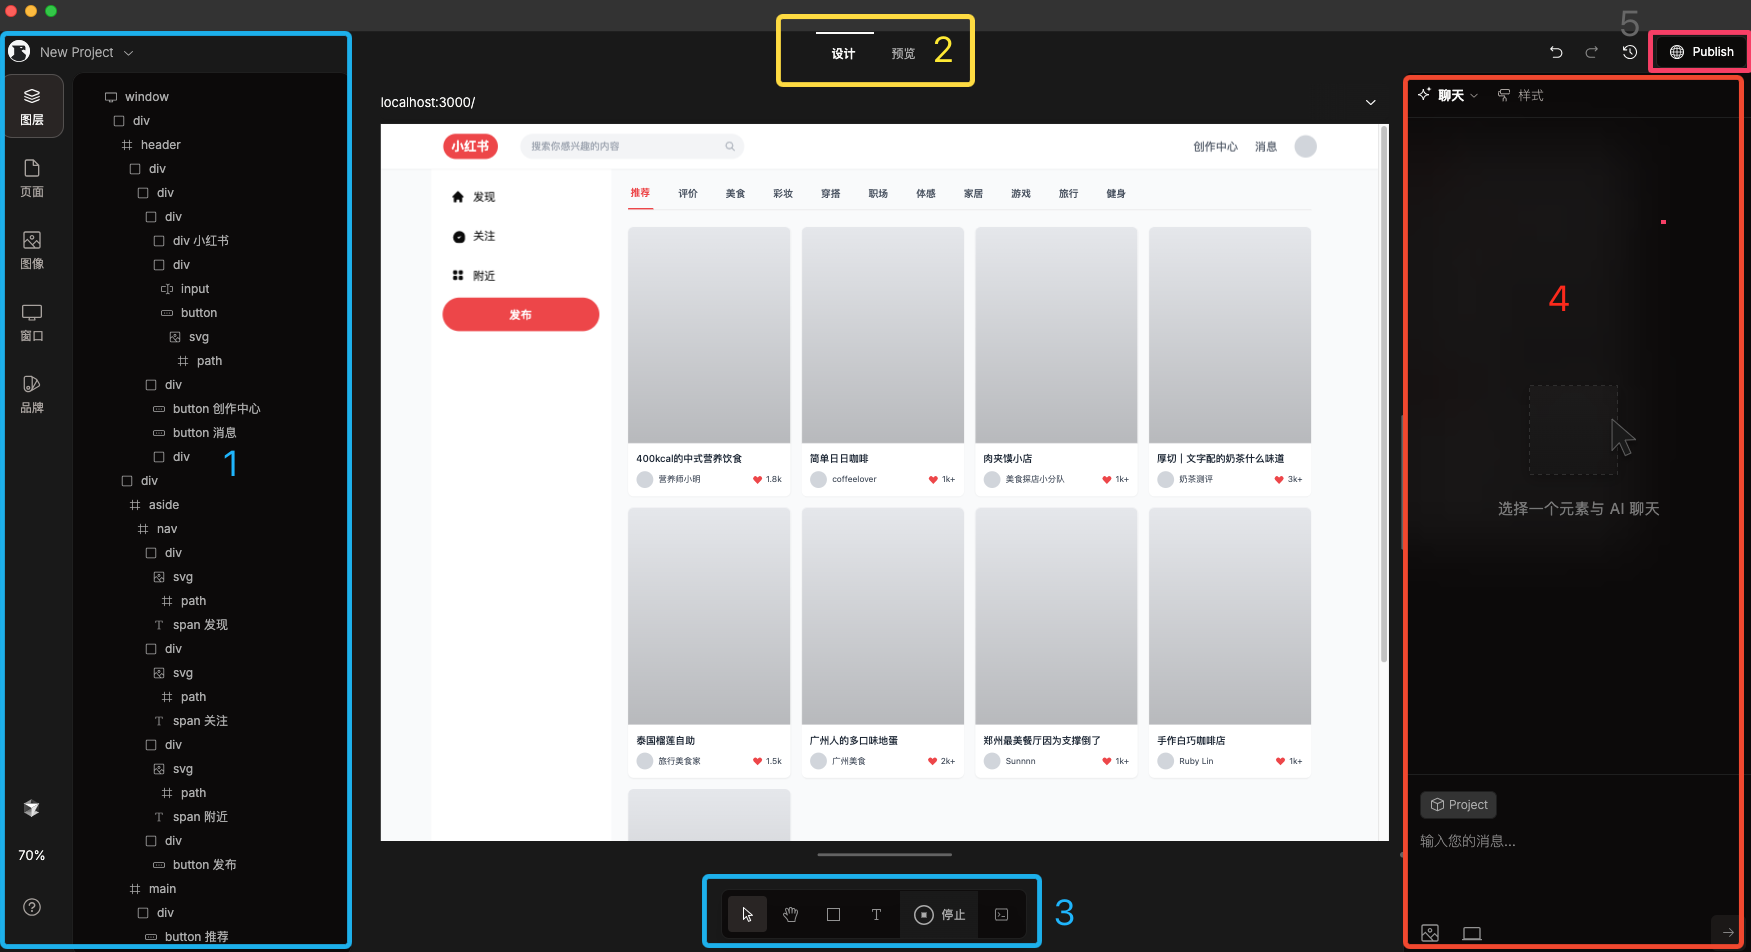 5
New Project
设计
预览
2
Publish
图层
页面
图像
窗口
品牌
70%
window
div
header
div
div
div
div 小红书
div
input
button
svg
path
div
button 创作中心
button 消息
div
1
div
aside
nav
div
svg
path
span 发现
div
svg
path
span 关注
div
svg
path
span 附近
div
button 发布
main
div
button 推荐
localhost:3000/
小红书
搜索你感兴趣的内容
创作中心
消息
发现
关注
附近
发布
推荐 评价 美食 彩妆 穿搭 职场 体感 家居 游戏 旅行 健身
400kcal的中式营养饮食
营养师小明 1.8k
简单日日咖啡
coffeelover 1k+
肉夹馍小店
美食探店小分队 1k+
厚切｜文字配的奶茶什么味道
奶茶测评 3k+
泰国榴莲自助
旅行美食家 1.5k
广州人的多口味地蛋
广州美食 2k+
郑州最美餐厅因为支撑倒了
Sunnnn 1k+
手作白巧咖啡店
Ruby Lin 1k+
T
停止
3
聊天
样式
4
选择一个元素与 AI 聊天
Project
输入您的消息...